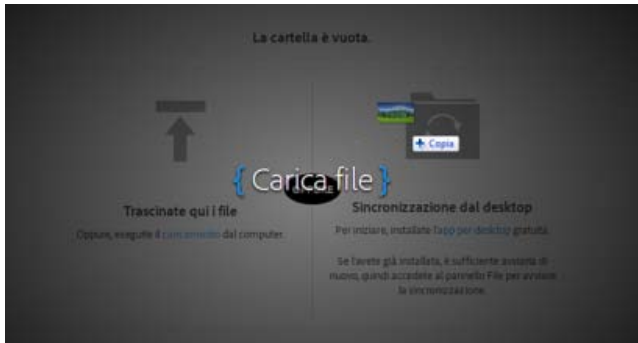 La cartella è vuota.
Copia
{ Carica file }
OPPURE
Trascinate qui i file
Oppure, eseguite il caricamento dal computer.
Sincronizzazione dal desktop
Per iniziare, installate l'app per desktop gratuita.
Se l'avete già installata, è sufficiente avviarla di
nuovo, quindi accedete al pannello File per avviare
la sincronizzazione.